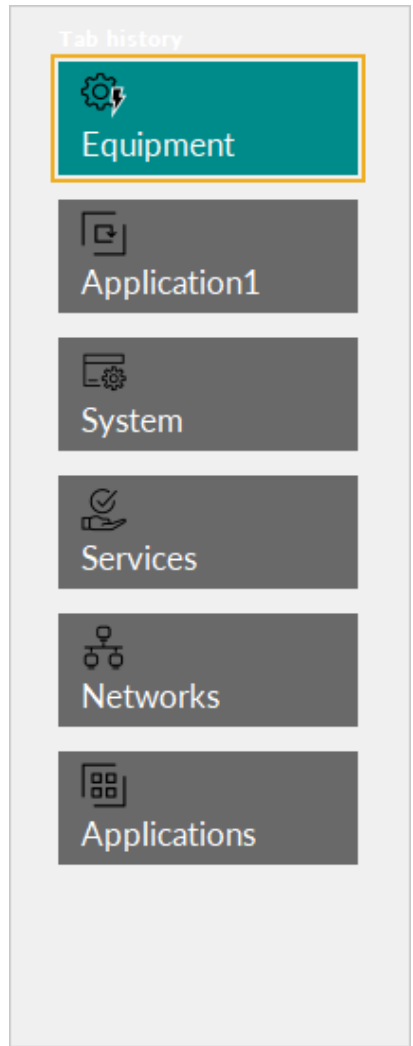 Tab history
Equipment
Application1
System
Services
Networks
Applications